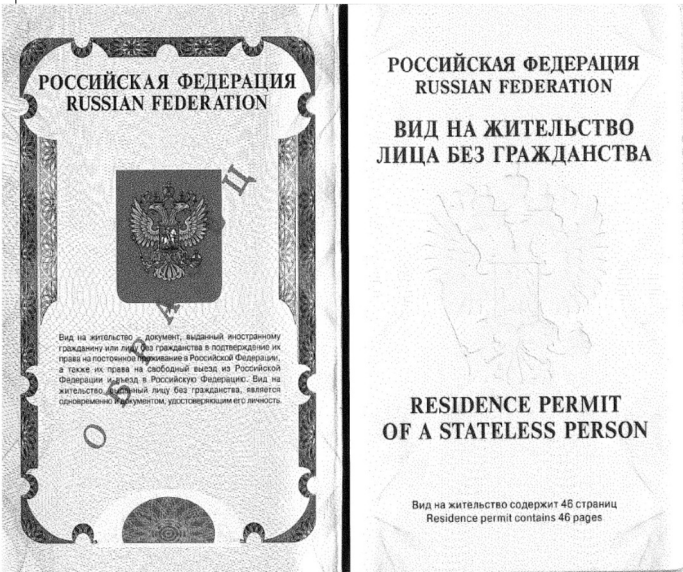 РОССИЙСКАЯ ФЕДЕРАЦИЯ
RUSSIAN FEDERATION
ОБРАЗЕЦ
Вид на жительство – документ, выданный иностранному
гражданину или лицу без гражданства в подтверждение их
права на постоянное проживание в Российской Федерации,
а также их права на свободный выезд из Российской
Федерации и въезд в Российскую Федерацию. Вид на
жительство, выданный лицу без гражданства, является
одновременно и документом, удостоверяющим его личность.
РОССИЙСКАЯ ФЕДЕРАЦИЯ
RUSSIAN FEDERATION
ВИД НА ЖИТЕЛЬСТВО
ЛИЦА БЕЗ ГРАЖДАНСТВА
RESIDENCE PERMIT
OF A STATELESS PERSON
Вид на жительство содержит 46 страниц
Residence permit contains 46 pages